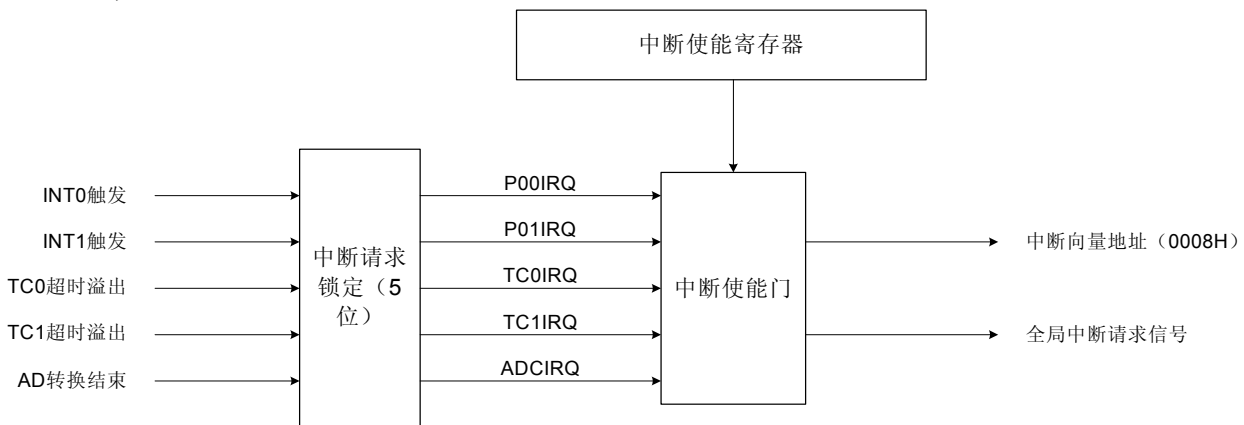 中断使能寄存器
INT0触发
INT1触发
TC0超时溢出
TC1超时溢出
AD转换结束
中断请求
锁定（5
位）
P00IRQ
P01IRQ
TC0IRQ
TC1IRQ
ADCIRQ
中断使能门
中断向量地址（0008H）
全局中断请求信号